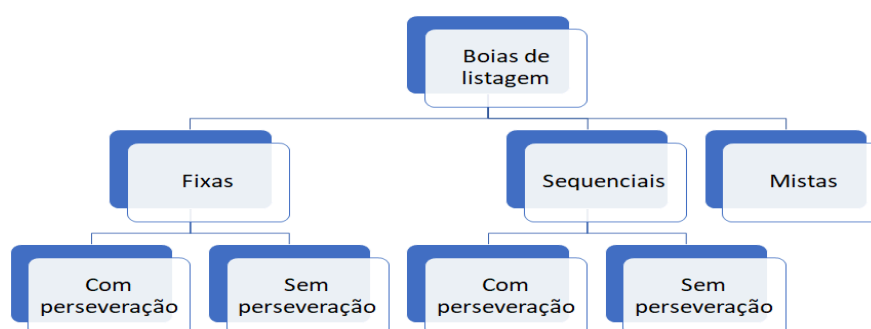 Boias de
listagem
Fixas
Sequenciais
Mistas
Com
perseveração
Sem
perseveração
Com
perseveração
Sem
perseveração